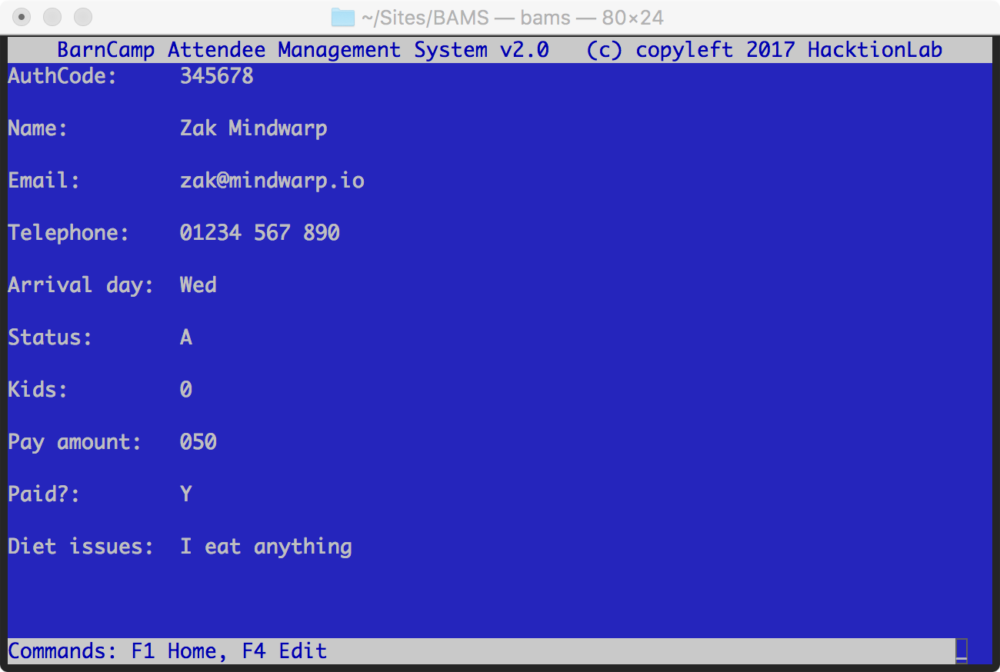 ~/Sites/BAMS — bams — 80×24
BarnCamp Attendee Management System v2.0 (c) copyleft 2017 HacktionLab
AuthCode: 345678
Name: Zak Mindwarp
Email: zak@mindwarp.io
Telephone: 01234 567 890
Arrival day: Wed
Status: A
Kids: 0
Pay amount: 050
Paid?: Y
Diet issues: I eat anything
Commands: F1 Home, F4 Edit